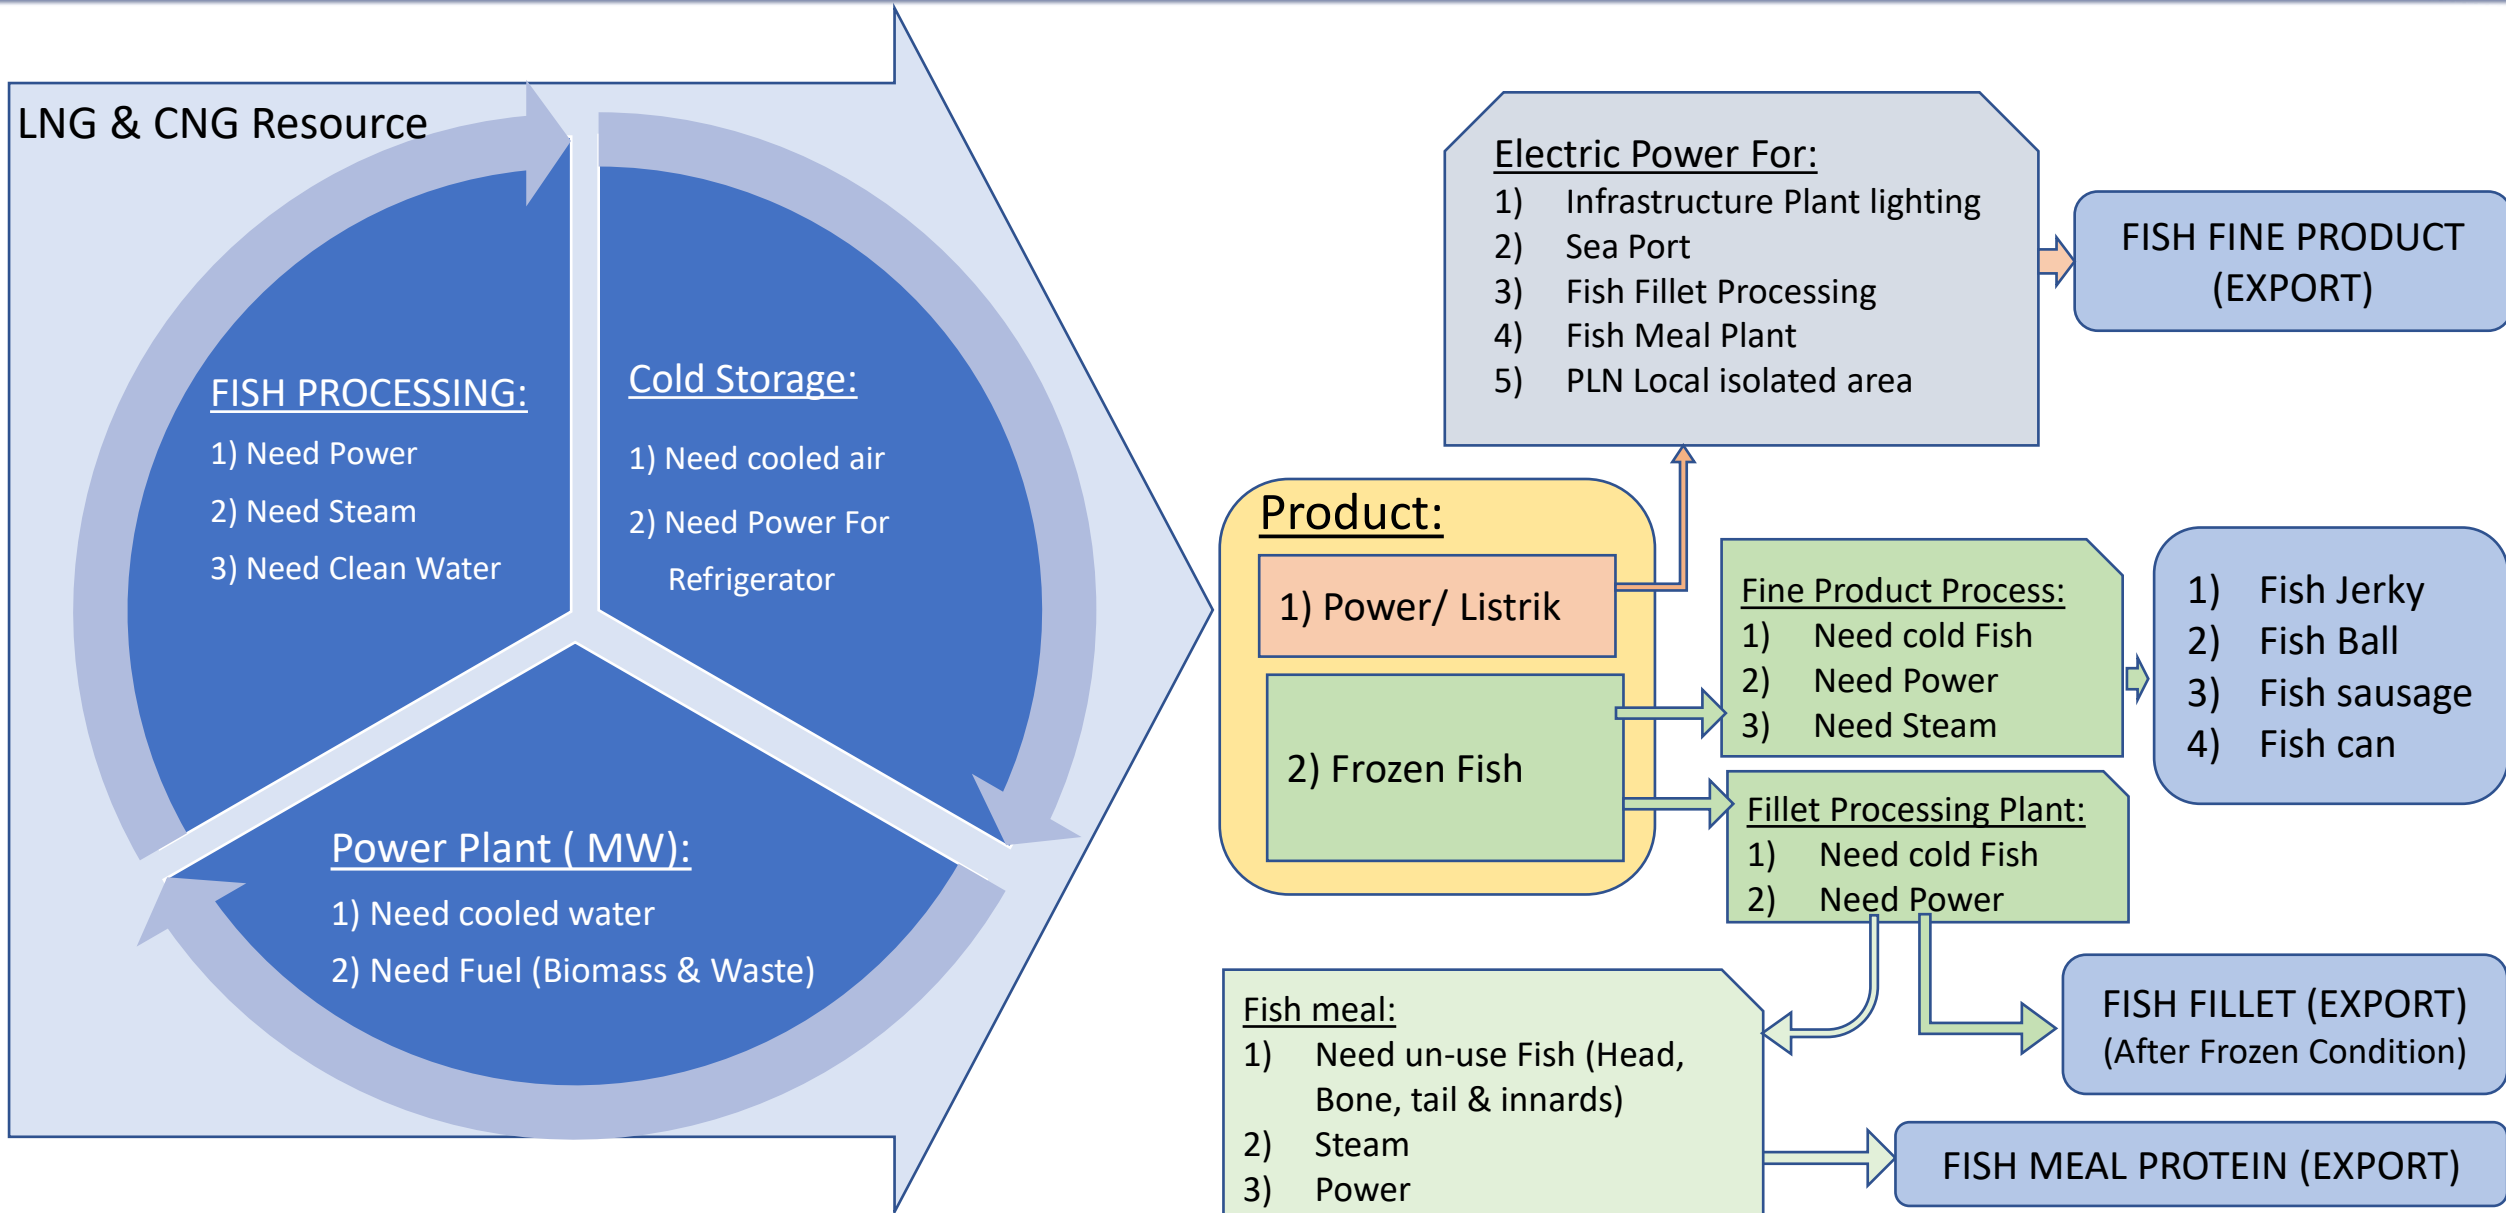 LNG & CNG Resource
FISH PROCESSING:
1) Need Power
2) Need Steam
3) Need Clean Water
Cold Storage:
1) Need cooled air
2) Need Power For
Refrigerator
Power Plant ( MW):
1) Need cooled water
2) Need Fuel (Biomass & Waste)
Electric Power For:
1) Infrastructure Plant lighting
2) Sea Port
3) Fish Fillet Processing
4) Fish Meal Plant
5) PLN Local isolated area
FISH FINE PRODUCT
(EXPORT)
Product:
1) Power/ Listrik
2) Frozen Fish
Fine Product Process:
1) Need cold Fish
2) Need Power
3) Need Steam
1) Fish Jerky
2) Fish Ball
3) Fish sausage
4) Fish can
Fillet Processing Plant:
1) Need cold Fish
2) Need Power
FISH FILLET (EXPORT)
(After Frozen Condition)
Fish meal:
1) Need un-use Fish (Head,
Bone, tail & innards)
2) Steam
3) Power
FISH MEAL PROTEIN (EXPORT)